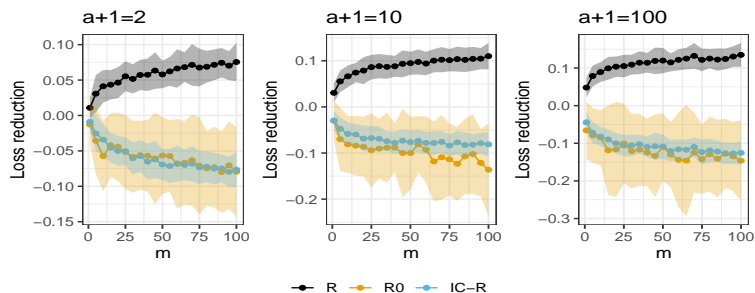 a+1=2
a+1=10
a+1=100
Loss reduction
0.10
0.05
0.00
−0.05
−0.10
−0.15
0 25 50 75 100
m
Loss reduction
0.1
0.0
−0.1
−0.2
0 25 50 75 100
m
Loss reduction
0.1
0.0
−0.1
−0.2
−0.3
0 25 50 75 100
m
R R0 IC−R